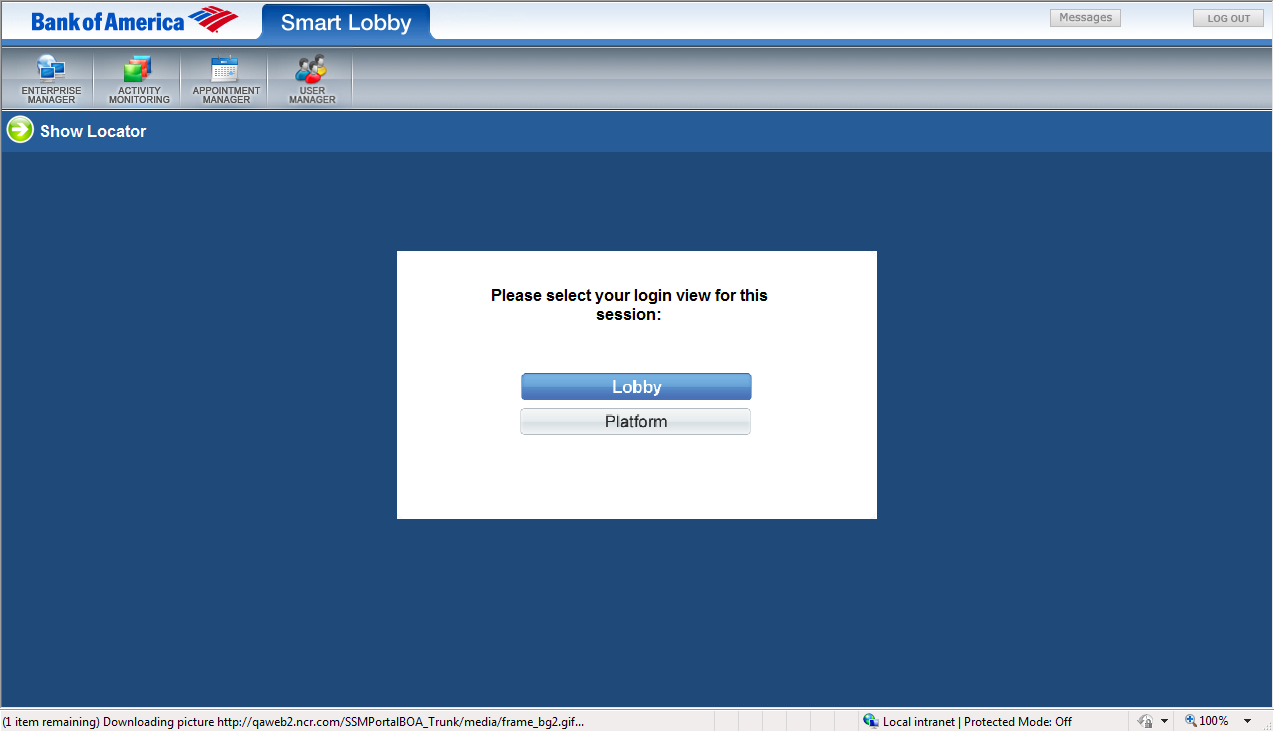 Bank of America
Smart Lobby
Messages
LOG OUT
ENTERPRISE
MANAGER
ACTIVITY
MONITORING
APPOINTMENT
MANAGER
USER
MANAGER
Show Locator
Please select your login view for this
session:
Lobby
Platform
(1 item remaining) Downloading picture http://qaweb2.ncr.com/SSMPortalBOA_Trunk/media/frame_bg2.gif...
Local intranet | Protected Mode: Off
100%